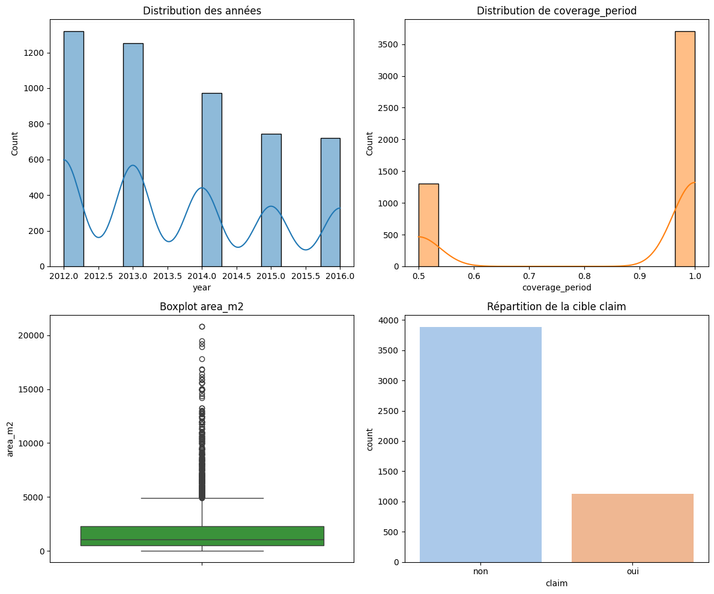 Distribution des années
Count
1200
1000
800
600
400
200
0
2012.0 2012.5 2013.0 2013.5 2014.0 2014.5 2015.0 2015.5 2016.0
year
Distribution de coverage_period
Count
3500
3000
2500
2000
1500
1000
500
0
0.5 0.6 0.7 0.8 0.9 1.0
coverage_period
Boxplot area_m2
area_m2
20000
15000
10000
5000
0
Répartition de la cible claim
count
4000
3500
3000
2500
2000
1500
1000
500
0
non oui
claim